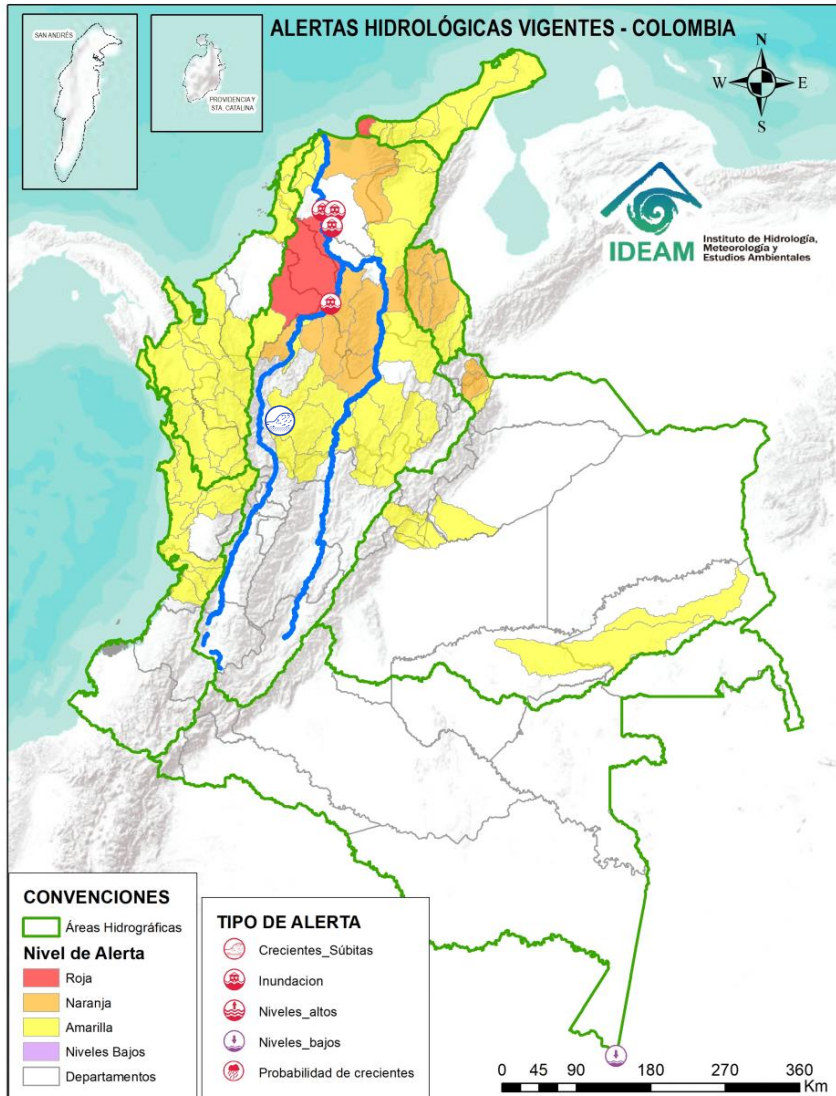 ALERTAS HIDROLÓGICAS VIGENTES - COLOMBIA
SAN ANDRÉS
PROVIDENCIA Y
STA. CATALINA
N
W
E
S
IDEAM
Instituto de Hidrología,
Meteorología y
Estudios Ambientales
CONVENCIONES
Áreas Hidrográficas
Nivel de Alerta
Roja
Naranja
Amarilla
Niveles Bajos
Departamentos
TIPO DE ALERTA
Crecientes_Súbitas
Inundacion
Niveles_altos
Niveles_bajos
Probabilidad de crecientes
0 45 90 180 270 360
Km